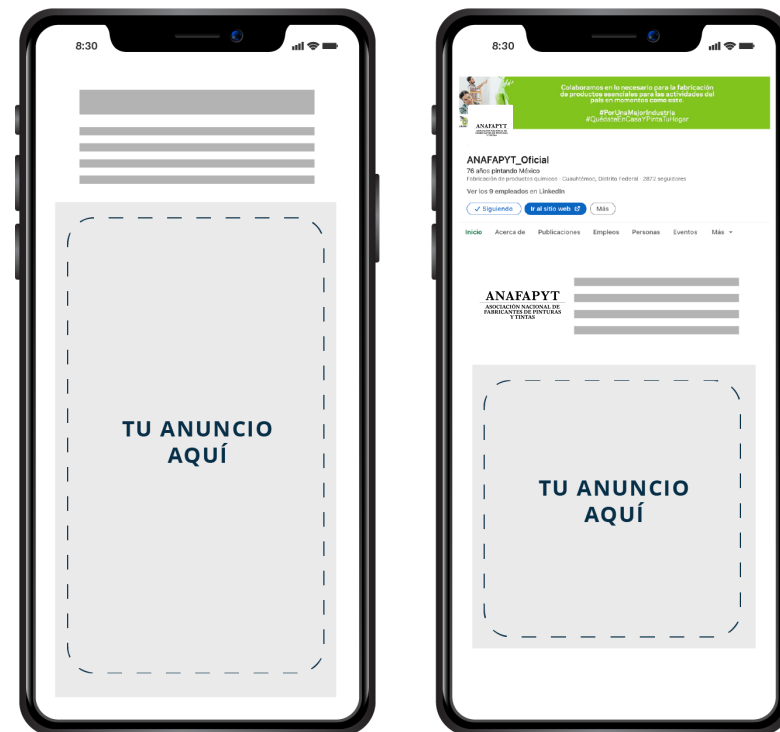 8:30
TU ANUNCIO
AQUÍ
8:30
Colaboramos en lo necesario para la fabricación
de productos esenciales para las actividades del
país en momentos como este.
#PorUnaMejorIndustria
#QuédateEnCasaYPintaTuHogar
ANAFAPYT
ANAFAPYT_Oficial
76 años pintando México
Fabricación de productos químicos · Cuauhtémoc, Distrito Federal · 2872 seguidores
Ver los 9 empleados en LinkedIn
✓ Siguiendo Ir al sitio web Más
Inicio Acerca de Publicaciones Empleos Personas Eventos Más
ANAFAPYT
ASOCIACIÓN NACIONAL DE
FABRICANTES DE PINTURAS
Y TINTAS
TU ANUNCIO
AQUÍ